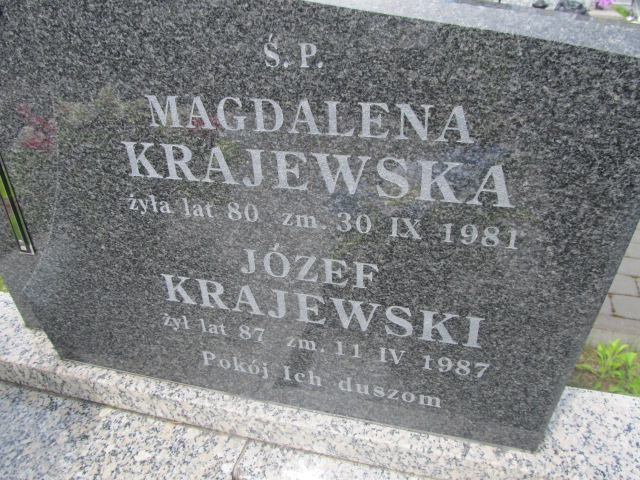 Ś. P.
MAGDALENA
KRAJEWSKA
żyła lat 80 zm. 30 IX 1981
JÓZEF
KRAJEWSKI
żył lat 87 zm. 11 IV 1987
Pokój Ich duszom